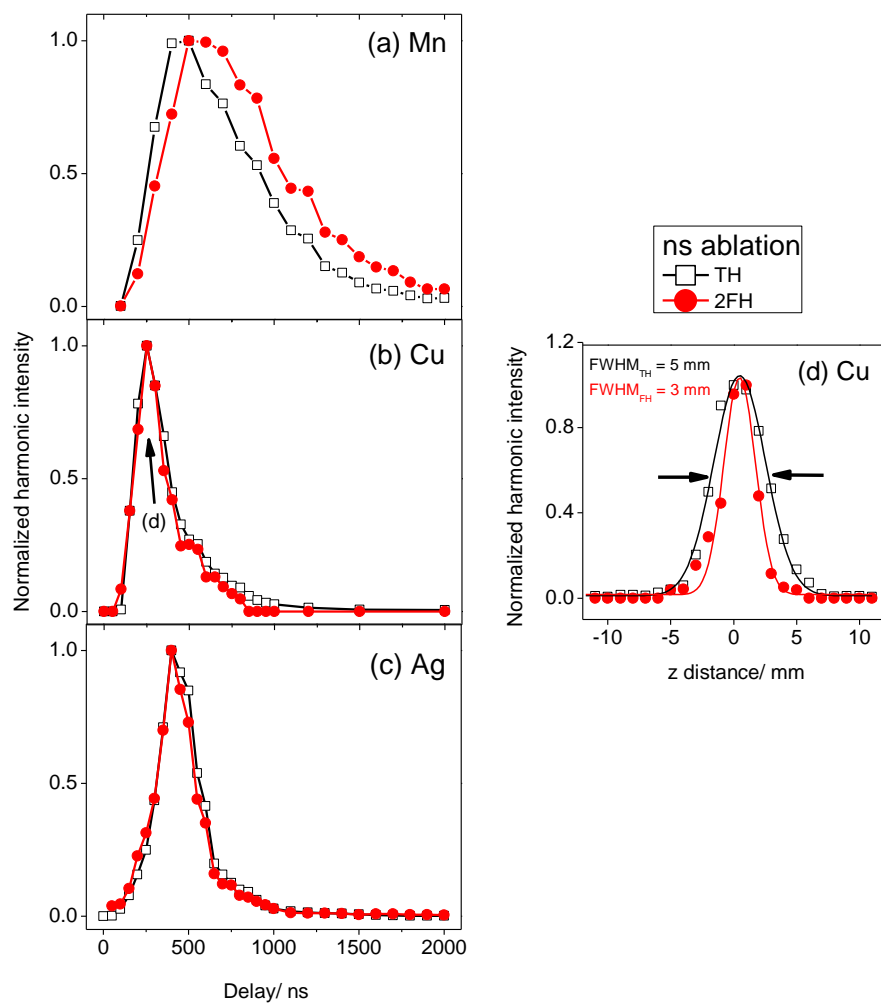 (a) Mn
1.0
0.5
0.0
(b) Cu
1.0
0.5
0.0
(d)
(c) Ag
1.0
0.5
0.0
0 500 1000 1500 2000
Delay/ ns
Normalized harmonic intensity
ns ablation
TH
2FH
(d) Cu
FWHM_TH = 5 mm
FWHM_FH = 3 mm
1.2
0.8
0.4
0.0
-10 -5 0 5 10
z distance/ mm
Normalized harmonic intensity